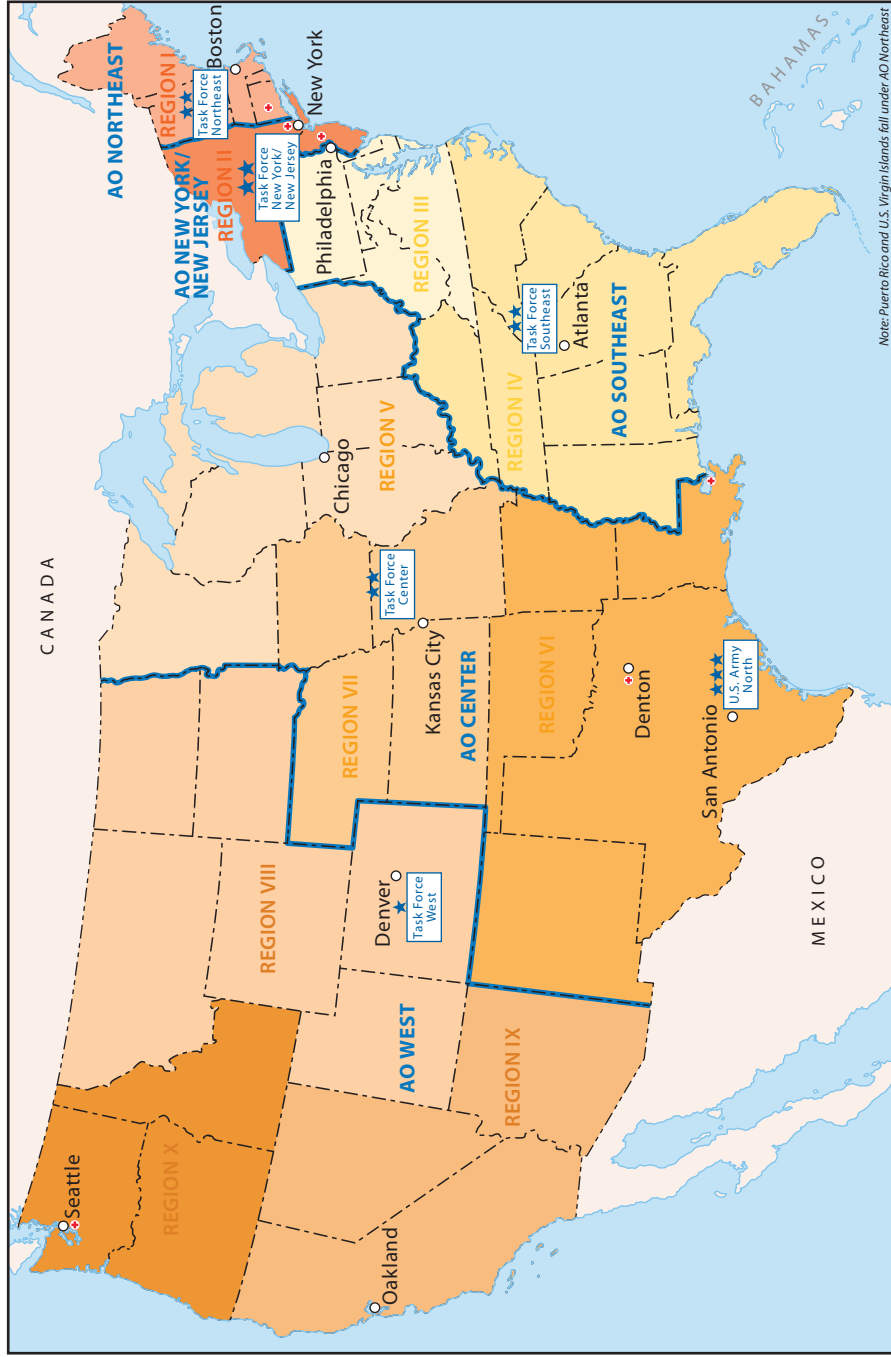 CANADA
AO NORTHEAST
REGION I
Boston
Task Force
Northeast
AO NEW YORK/
NEW JERSEY
REGION II
New York
Task Force
New York/
New Jersey
Philadelphia
REGION III
Seattle
REGION X
REGION VIII
Chicago
REGION V
Task Force
Center
REGION VII
Kansas City
AO CENTER
Denver
Task Force
West
AO WEST
Oakland
REGION IX
REGION VI
REGION IV
Task Force
Southeast
Atlanta
AO SOUTHEAST
Denton
San Antonio
U.S. Army
North
MEXICO
BAHAMAS
Note: Puerto Rico and U.S. Virgin Islands fall under AO Northeast